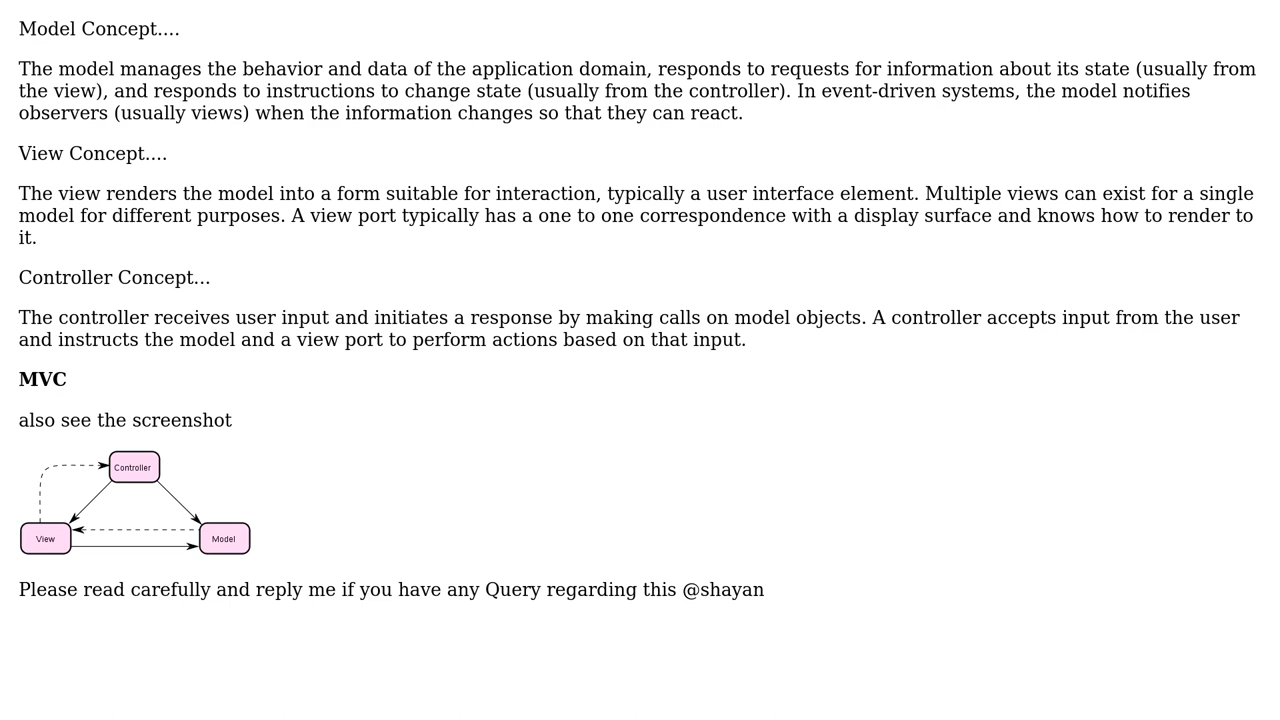 Model Concept....
The model manages the behavior and data of the application domain, responds to requests for information about its state (usually from
the view), and responds to instructions to change state (usually from the controller). In event-driven systems, the model notifies
observers (usually views) when the information changes so that they can react.
View Concept....
The view renders the model into a form suitable for interaction, typically a user interface element. Multiple views can exist for a single
model for different purposes. A view port typically has a one to one correspondence with a display surface and knows how to render to
it.
Controller Concept...
The controller receives user input and initiates a response by making calls on model objects. A controller accepts input from the user
and instructs the model and a view port to perform actions based on that input.
MVC
also see the screenshot
Controller
View
Model
Please read carefully and reply me if you have any Query regarding this @shayan